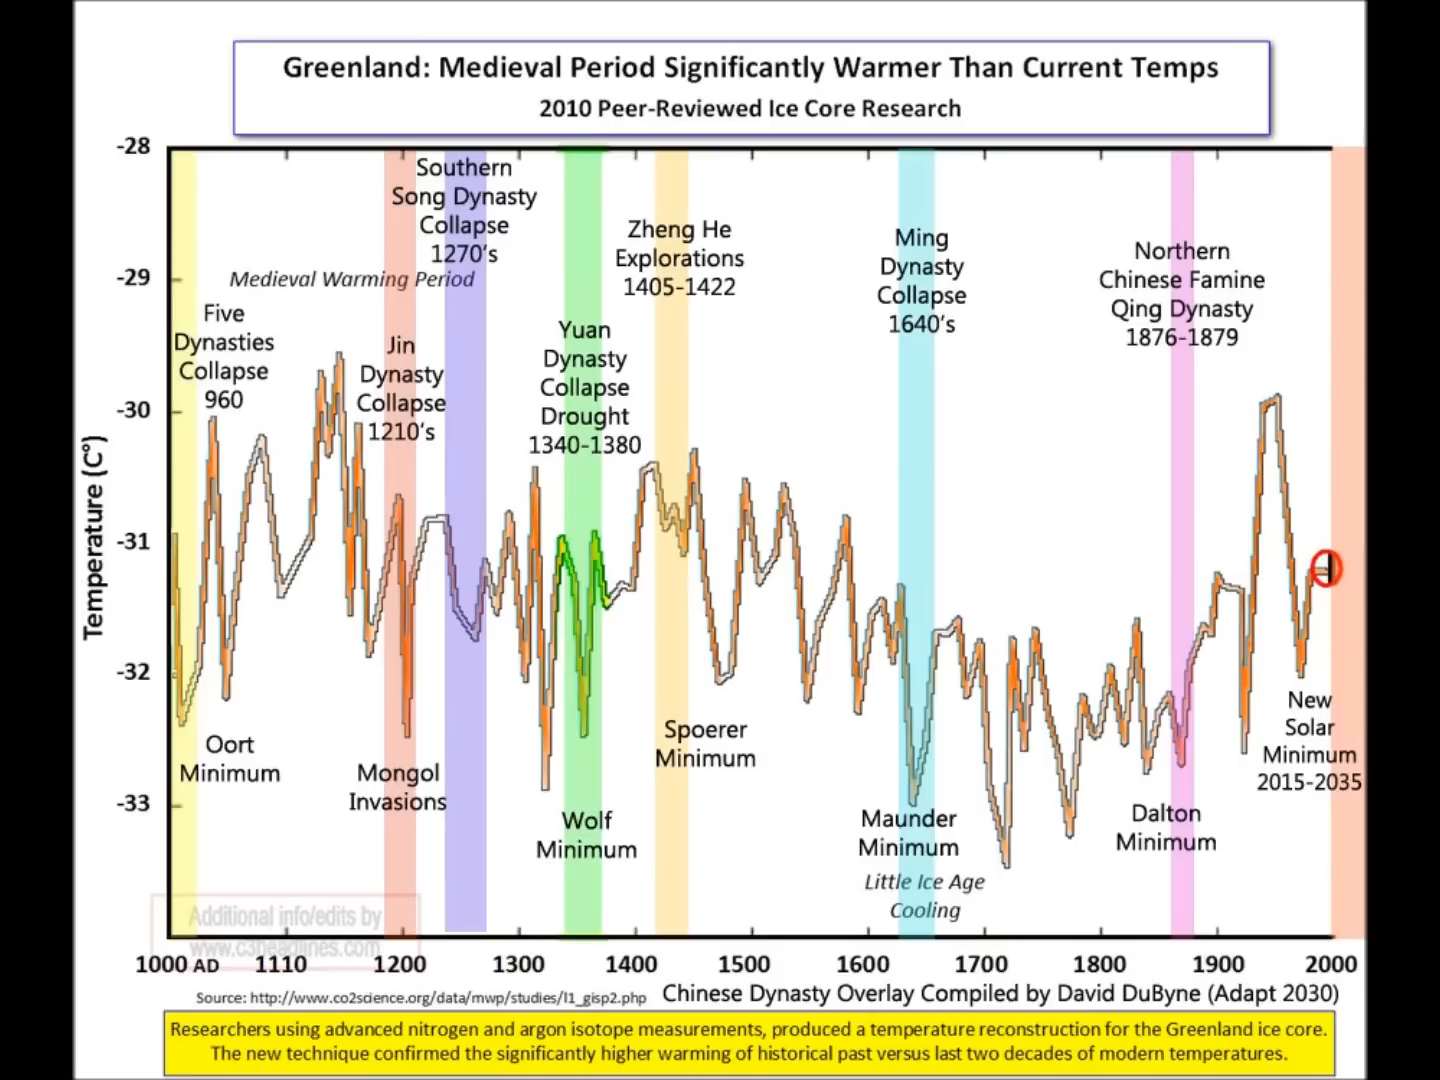 Greenland: Medieval Period Significantly Warmer Than Current Temps
2010 Peer-Reviewed Ice Core Research
-28
-29
-30
-31
-32
-33
Temperature (C°)
Southern
Song Dynasty
Collapse
1270's
Medieval Warming Period
Five
Dynasties
Collapse
960
Jin
Dynasty
Collapse
1210's
Yuan
Dynasty
Collapse
Drought
1340-1380
Zheng He
Explorations
1405-1422
Ming
Dynasty
Collapse
1640's
Northern
Chinese Famine
Qing Dynasty
1876-1879
Oort
Minimum
Mongol
Invasions
Wolf
Minimum
Spoerer
Minimum
Maunder
Minimum
Little Ice Age
Cooling
Dalton
Minimum
New
Solar
Minimum
2015-2035
Additional info/edits by
www.c3headlines.com
1000 AD 1110 1200 1300 1400 1500 1600 1700 1800 1900 2000
Source: http://www.co2science.org/data/mwp/studies/l1_gisp2.php
Chinese Dynasty Overlay Compiled by David DuByne (Adapt 2030)
Researchers using advanced nitrogen and argon isotope measurements, produced a temperature reconstruction for the Greenland ice core.
The new technique confirmed the significantly higher warming of historical past versus last two decades of modern temperatures.